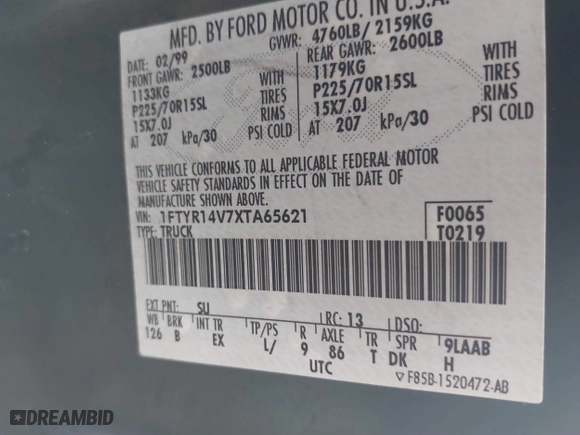 MFD. BY FORD MOTOR CO. IN U.S.A.
DATE: 02/99 GVWR: 4760LB/ 2159KG
FRONT GAWR: 2500LB REAR GAWR: 2600LB
1133KG WITH 1179KG WITH
P225/70R15SL TIRES P225/70R15SL TIRES
15X7.0J RIMS 15X7.0J RIMS
AT 207 kPa/30 PSI COLD AT 207 kPa/30 PSI COLD
THIS VEHICLE CONFORMS TO ALL APPLICABLE FEDERAL MOTOR
VEHICLE SAFETY STANDARDS IN EFFECT ON THE DATE OF
MANUFACTURE SHOWN ABOVE.
VIN: 1FTYR14V7XTA65621 F0065
TYPE: TRUCK T0219
EXT PNT: SU RC: 13 DSO:
WB BRK INT TR TP/PS R AXLE TR SPR 9LAAB
126 B EX L/ 9 86 T DK H
UTC
F85B-1520472-AB
DREAMBID